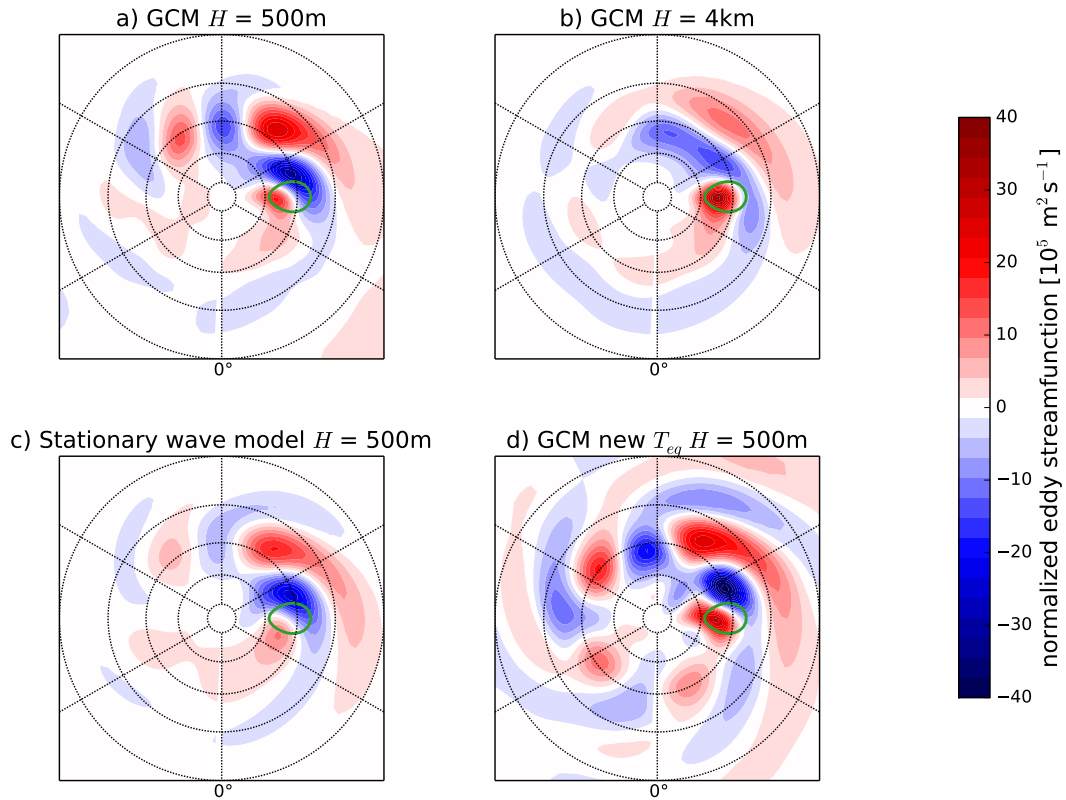 a) GCM H = 500m
b) GCM H = 4km
0°
0°
c) Stationary wave model H = 500m
d) GCM new T_eq H = 500m
0°
0°
40
30
20
10
0
−10
−20
−30
−40
normalized eddy streamfunction [10^5 m^2 s^−1 ]